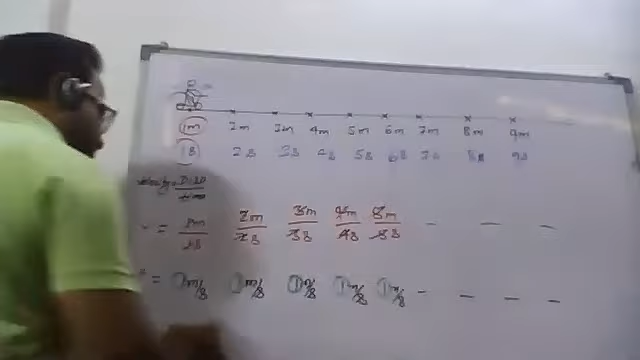 1m 2m 3m 4m 5m 6m 7m 8m 9m
1s 2s 3s 4s 5s 6s 7s 8s 9s
Velocity = Disp/time
v = 1m/1s 2m/2s 3m/3s 4m/4s 5m/5s - - -
= 1m/s 1m/s 1m/s 1m/s 1m/s - - - -